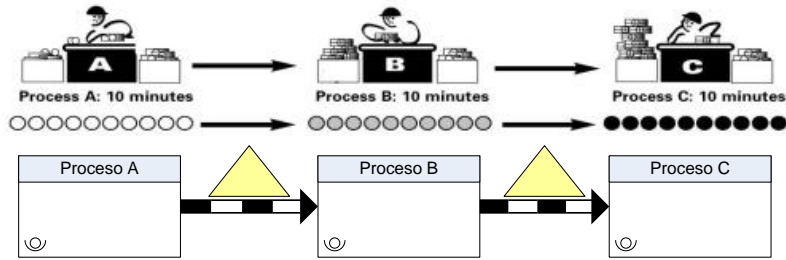 A
B
C
Process A: 10 minutes
Process B: 10 minutes
Process C: 10 minutes
Proceso A
Proceso B
Proceso C